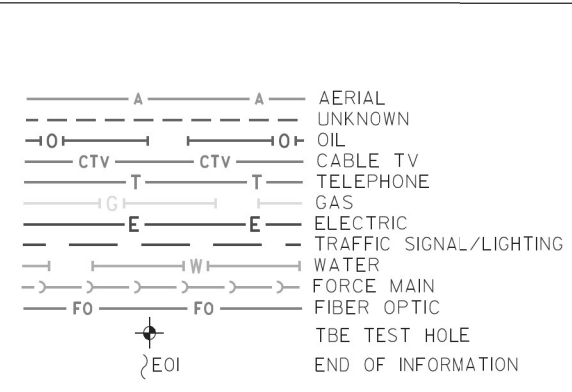 A A AERIAL
UNKNOWN
O O OIL
CTV CTV CABLE TV
T T TELEPHONE
G GAS
E E ELECTRIC
TRAFFIC SIGNAL/LIGHTING
W WATER
FORCE MAIN
FO FO FIBER OPTIC
TBE TEST HOLE
EOI END OF INFORMATION